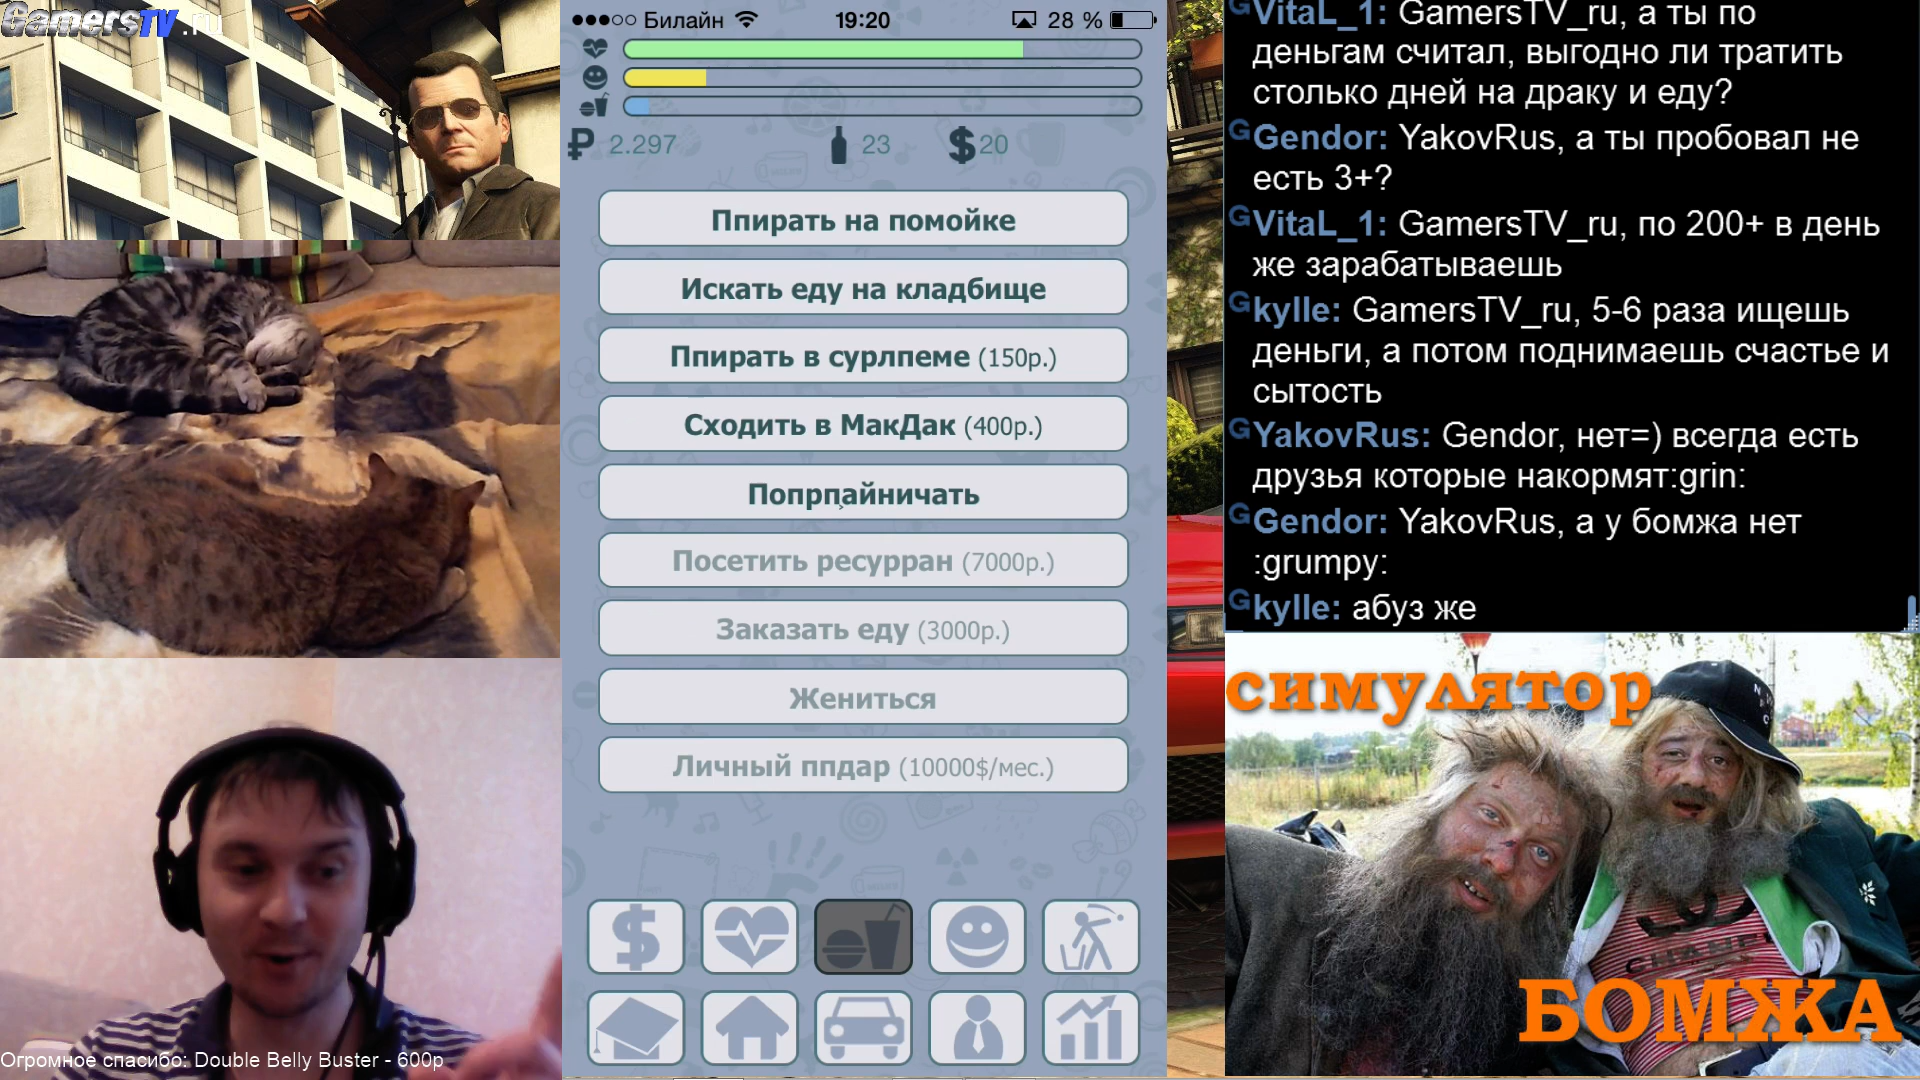 GamersTV.ru
Билайн 19:20 28 %
2.297 23 $20
Ппирать на помойке
Искать еду на кладбище
Ппирать в сурлпеме (150р.)
Сходить в МакДак (400р.)
Попрпайничать
Посетить ресурран (7000р.)
Заказать еду (3000р.)
Жениться
Личный ппдар (10000$/мес.)
Огромное спасибо: Double Belly Buster - 600р
VitaL_1: GamersTV_ru, а ты по
деньгам считал, выгодно ли тратить
столько дней на драку и еду?
Gendor: YakovRus, а ты пробовал не
есть 3+?
VitaL_1: GamersTV_ru, по 200+ в день
же зарабатываешь
kylle: GamersTV_ru, 5-6 раза ищешь
деньги, а потом поднимаешь счастье и
сытость
YakovRus: Gendor, нет=) всегда есть
друзья которые накормят:grin:
Gendor: YakovRus, а у бомжа нет
:grumpy:
kylle: абуз же
симулятор
CHANEL
БОМЖА